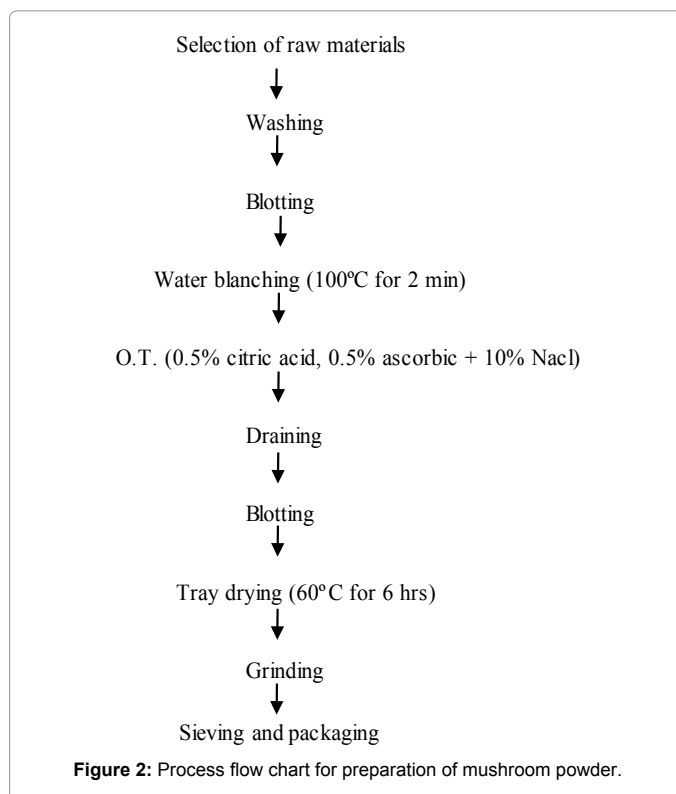 Selection of raw materials
Washing
Blotting
Water blanching (100ºC for 2 min)
O.T. (0.5% citric acid, 0.5% ascorbic + 10% Nacl)
Draining
Blotting
Tray drying (60ºC for 6 hrs)
Grinding
Sieving and packaging
Figure 2: Process flow chart for preparation of mushroom powder.